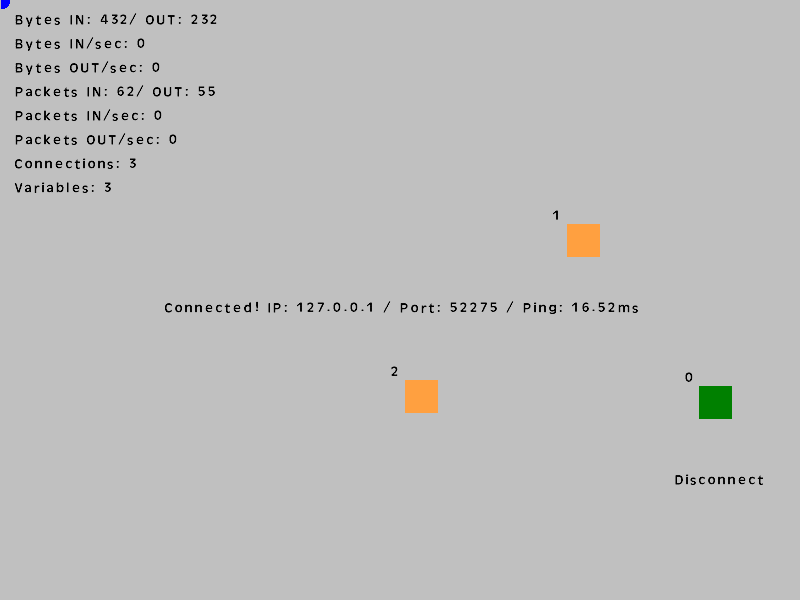 Bytes IN: 432/ OUT: 232
Bytes IN/sec: 0
Bytes OUT/sec: 0
Packets IN: 62/ OUT: 55
Packets IN/sec: 0
Packets OUT/sec: 0
Connections: 3
Variables: 3
1
Connected! IP: 127.0.0.1 / Port: 52275 / Ping: 16.52ms
2
0
Disconnect